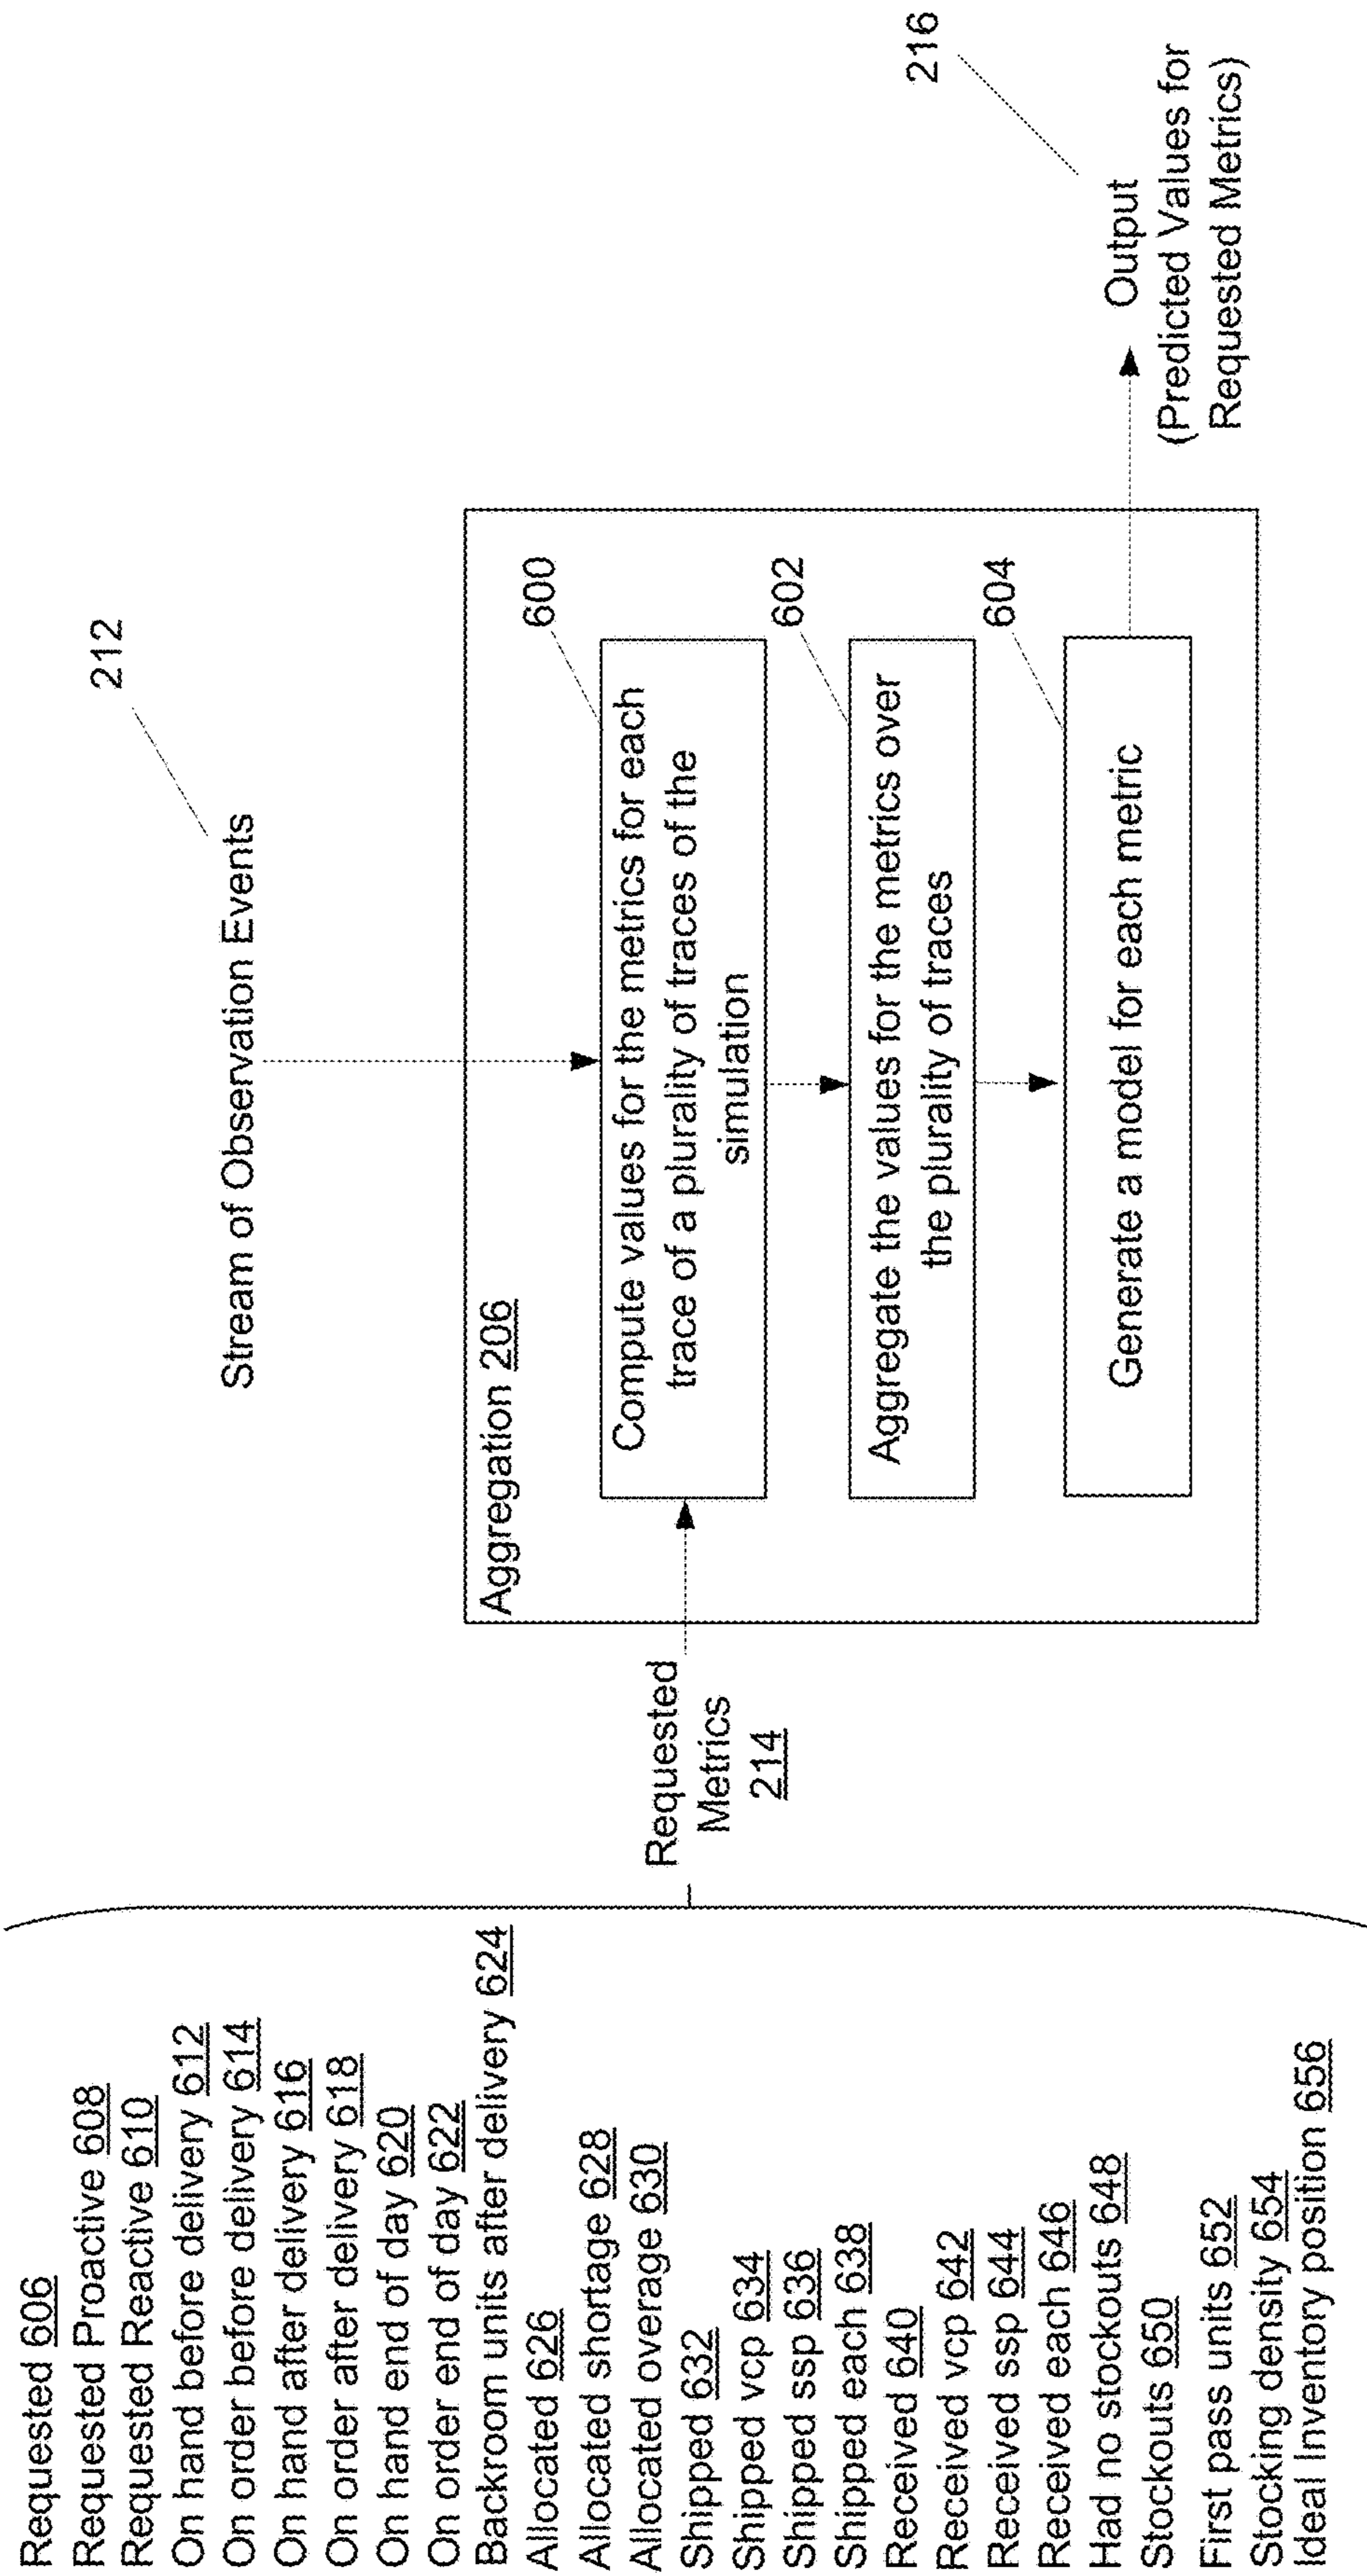 Requested 606
Requested Proactive 608
Requested Reactive 610
On hand before delivery 612
On order before delivery 614
On hand after delivery 616
On order after delivery 618
On hand end of day 620
On order end of day 622
Backroom units after delivery 624
Allocated 626
Allocated shortage 628
Allocated overage 630
Shipped 632
Shipped vcp 634
Shipped ssp 636
Shipped each 638
Received 640
Received vcp 642
Received ssp 644
Received each 646
Had no stockouts 648
Stockouts 650
First pass units 652
Stocking density 654
Ideal Inventory position 656
Requested
Metrics
214
212
Stream of Observation Events
Aggregation 206
600
Compute values for the metrics for each
trace of a plurality of traces of the
simulation
602
Aggregate the values for the metrics over
the plurality of traces
604
Generate a model for each metric
216
Output
(Predicted Values for
Requested Metrics)